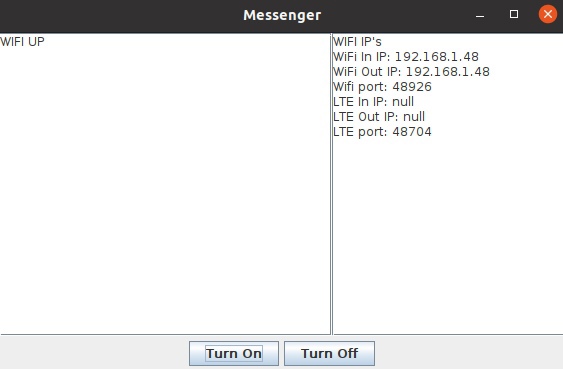 Messenger
WIFI UP
WIFI IP's
WiFi In IP: 192.168.1.48
WiFi Out IP: 192.168.1.48
Wifi port: 48926
LTE In IP: null
LTE Out IP: null
LTE port: 48704
Turn On
Turn Off